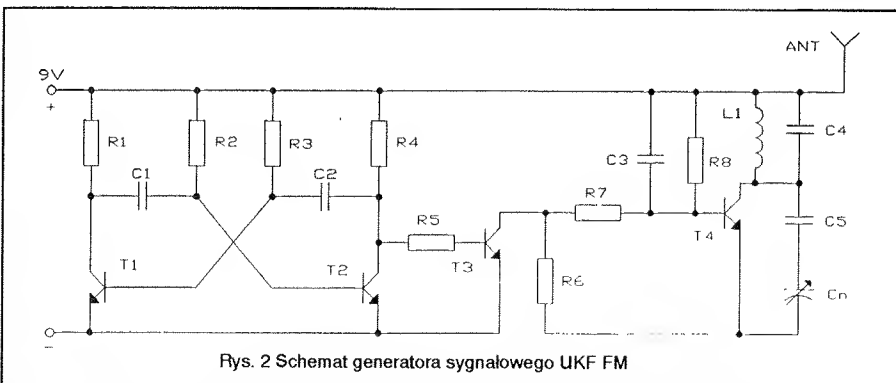 ANT
9V
+
R1
R2
R3
R4
L1
C4
C1
C2
C3
R8
R7
C5
R5
T4
T1
T2
T3
R6
Cn
−
Rys. 2 Schemat generatora sygnałowego UKF FM